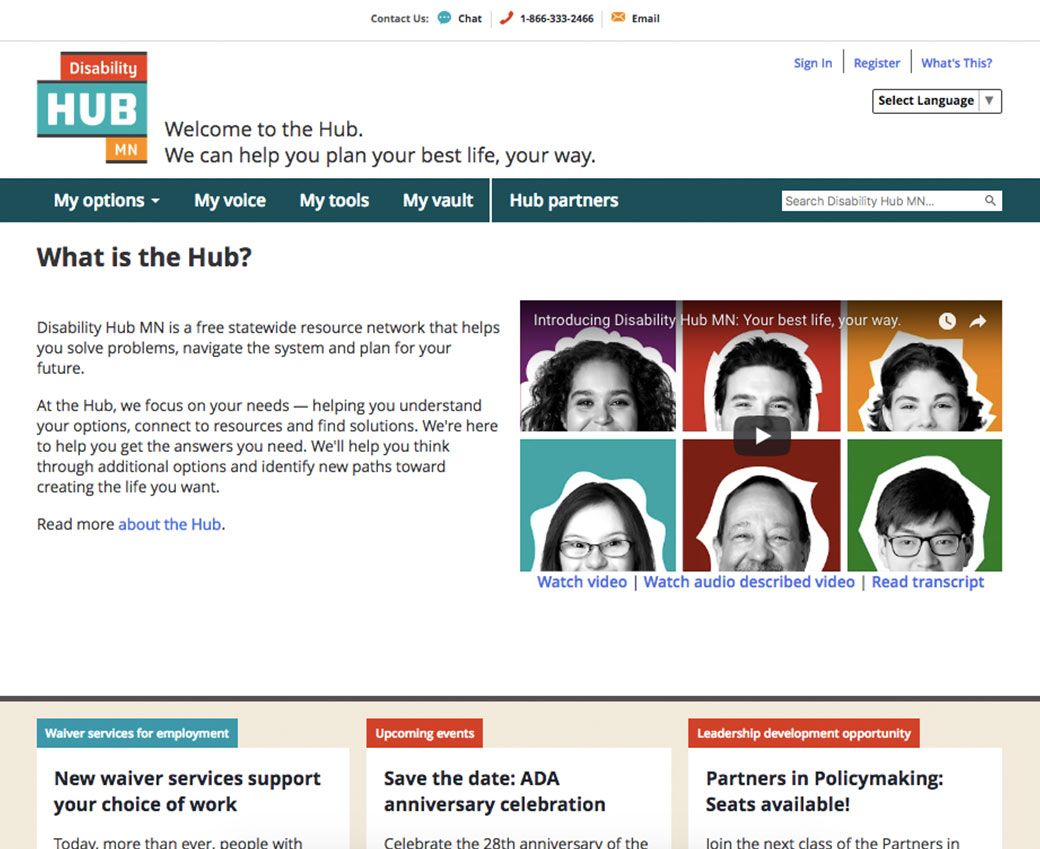 Contact Us: Chat 1-866-333-2466 Email
Sign In Register What's This?
Select Language ▼
Disability
HUB
MN
Welcome to the Hub.
We can help you plan your best life, your way.
My options My voice My tools My vault Hub partners Search Disability Hub MN...
What is the Hub?
Disability Hub MN is a free statewide resource network that helps
you solve problems, navigate the system and plan for your
future.
At the Hub, we focus on your needs — helping you understand
your options, connect to resources and find solutions. We're here
to help you get the answers you need. We'll help you think
through additional options and identify new paths toward
creating the life you want.
Read more about the Hub.
Introducing Disability Hub MN: Your best life, your way.
Watch video | Watch audio described video | Read transcript
Waiver services for employment
New waiver services support
your choice of work
Today, more than ever, people with
Upcoming events
Save the date: ADA
anniversary celebration
Celebrate the 28th anniversary of the
Leadership development opportunity
Partners in Policymaking:
Seats available!
Join the next class of the Partners in